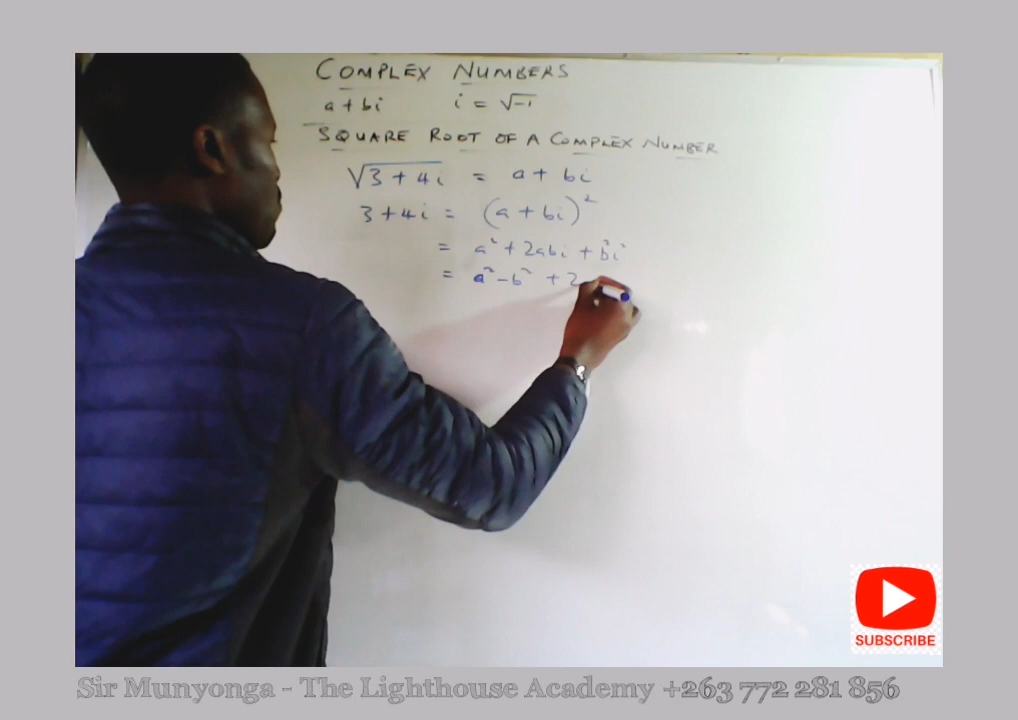 COMPLEX NUMBERS
a + bi i = √-1
SQUARE ROOT OF A COMPLEX NUMBER
√3 + 4i = a + bi
3 + 4i = (a + bi)²
= a² + 2abi + b²i²
= a² - b² + 2
SUBSCRIBE
Sir Munyonga - The Lighthouse Academy +263 772 281 856